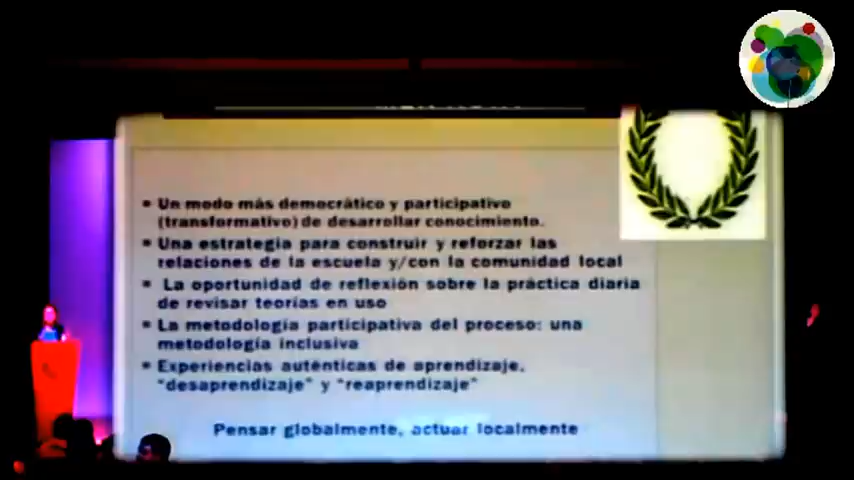 ▪ Un modo más democrático y participativo
(transformativo) de desarrollar conocimiento.
▪ Una estrategia para construir y reforzar las
relaciones de la escuela y/con la comunidad local
▪ La oportunidad de reflexión sobre la práctica diaria
de revisar teorías en uso
▪ La metodología participativa del proceso: una
metodología inclusiva
▪ Experiencias auténticas de aprendizaje,
"desaprendizaje" y "reaprendizaje"
Pensar globalmente, actuar localmente